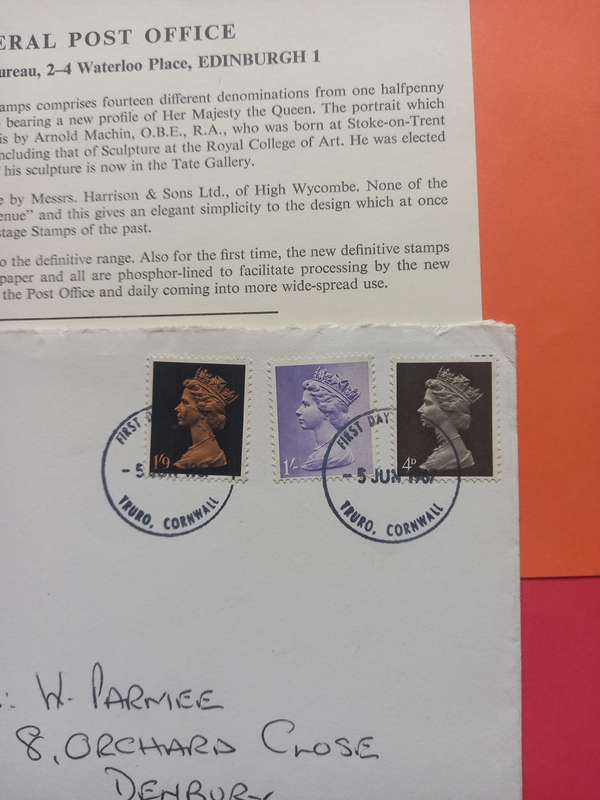 ERAL POST OFFICE
ureau, 2–4 Waterloo Place, EDINBURGH 1
amps comprises fourteen different denominations from one halfpenny
bearing a new profile of Her Majesty the Queen. The portrait which
is by Arnold Machin, O.B.E., R.A., who was born at Stoke-on-Trent
ncluding that of Sculpture at the Royal College of Art. He was elected
his sculpture is now in the Tate Gallery.
e by Messrs. Harrison & Sons Ltd., of High Wycombe. None of the
enue” and this gives an elegant simplicity to the design which at once
stage Stamps of the past.
o the definitive range. Also for the first time, the new definitive stamps
paper and all are phosphor-lined to facilitate processing by the new
the Post Office and daily coming into more wide-spread use.
FIRST DAY
1/9
- 5
TRURO, CORNWALL
1/-
FIRST DAY
4D
- 5 JUN 1967
TRURO, CORNWALL
: W. PARMEE
8, ORCHARD CLOSE
DENBURY